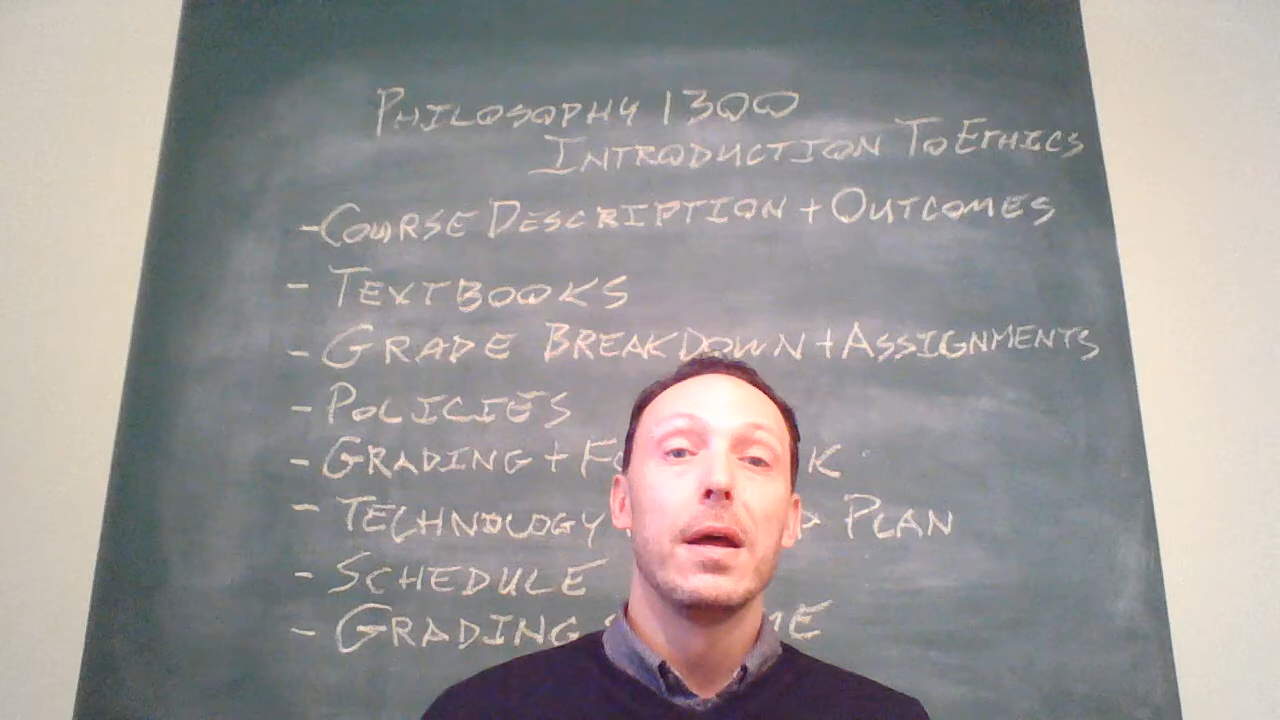 PHILOSOPHY 1300
INTRODUCTION TO ETHICS
- COURSE DESCRIPTION + OUTCOMES
- TEXTBOOKS
- GRADE BREAKDOWN + ASSIGNMENTS
- POLICIES
- GRADING +
- TECHNOLOGY PLAN
- SCHEDULE
- GRADING